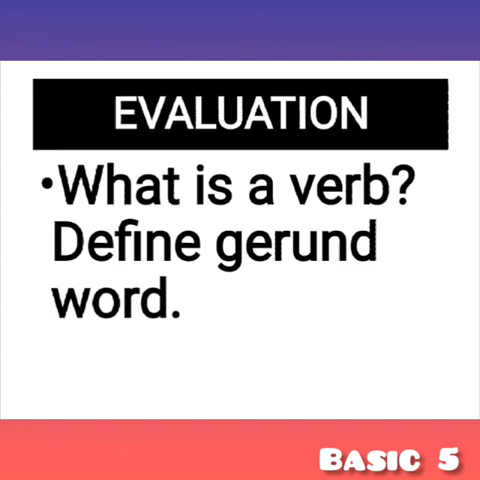 EVALUATION
•What is a verb?
Define gerund
word.
BASIC 5